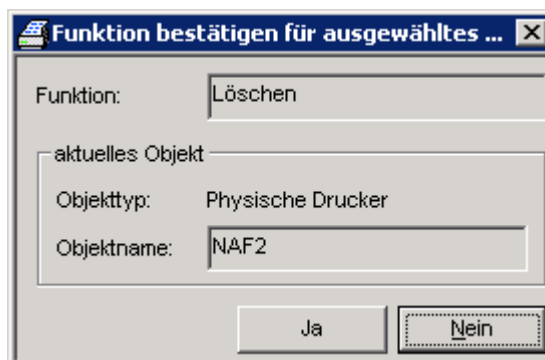 Funktion bestätigen für ausgewähltes ...
Funktion: Löschen
aktuelles Objekt
Objekttyp: Physische Drucker
Objektname: NAF2
Ja Nein